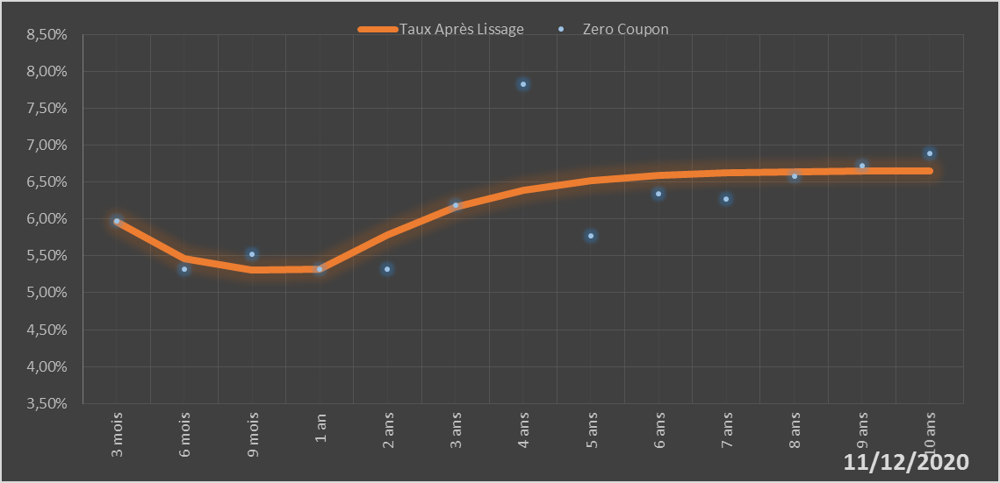 Taux Après Lissage
Zero Coupon
8,50%
8,00%
7,50%
7,00%
6,50%
6,00%
5,50%
5,00%
4,50%
4,00%
3,50%
3 mois
6 mois
9 mois
1 an
2 ans
3 ans
4 ans
5 ans
6 ans
7 ans
8 ans
9 ans
10 ans
11/12/2020